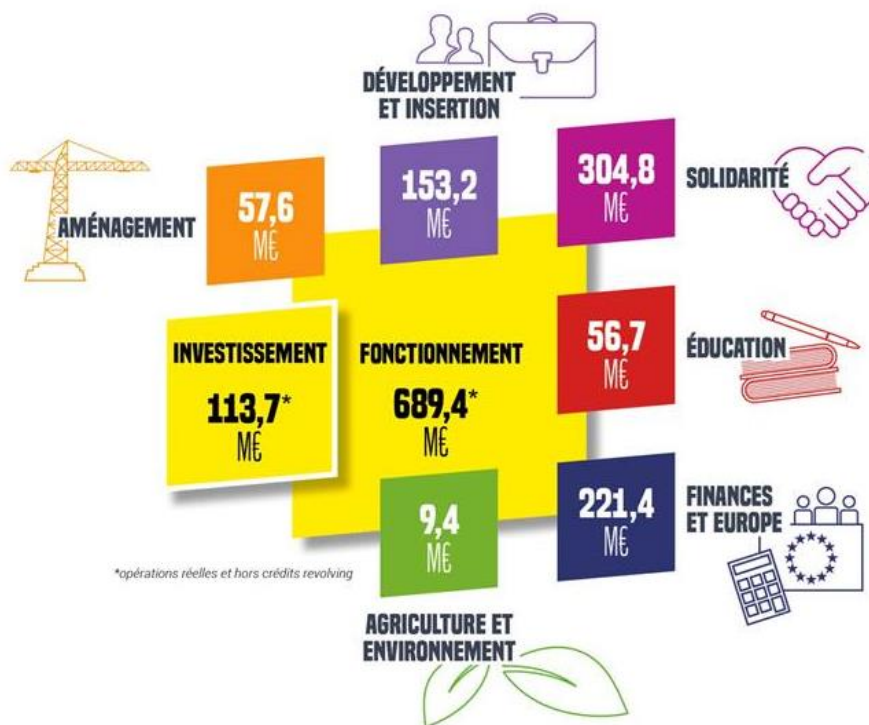 DÉVELOPPEMENT
ET INSERTION
AMÉNAGEMENT
57,6
M€
153,2
M€
304,8
M€
SOLIDARITÉ
INVESTISSEMENT
113,7*
M€
FONCTIONNEMENT
689,4*
M€
56,7
M€
ÉDUCATION
9,4
M€
221,4
M€
FINANCES
ET EUROPE
*opérations réelles et hors crédits revolving
AGRICULTURE ET
ENVIRONNEMENT